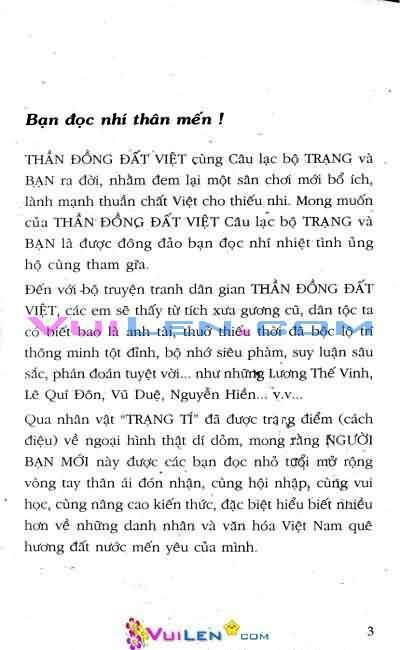 Bạn đọc nhí thân mến !
THẦN ĐỒNG ĐẤT VIỆT cùng Câu lạc bộ TRẠNG và
BẠN ra đời, nhằm đem lại một sân chơi mới bổ ích,
lành mạnh thuần chất Việt cho thiếu nhi. Mong muốn
của THẦN ĐỒNG ĐẤT VIỆT Câu lạc bộ TRẠNG và
BẠN là được đông đảo bạn đọc nhí nhiệt tình ủng
hộ cùng tham gia.
Đến với bộ truyện tranh dân gian THẦN ĐỒNG ĐẤT
VIỆT, các em sẽ thấy từ tích xưa gương cũ, dân tộc ta
có biết bao là anh tài, thuở thiếu thời đã bộc lộ trí
thông minh tột đỉnh, bộ nhớ siêu phàm, suy luận sâu
sắc, phán đoán tuyệt vời... như những Lương Thế Vinh,
Lê Quí Đôn, Vũ Duệ, Nguyễn Hiền... v.v...
Qua nhân vật "TRẠNG TÍ" đã được trạng điểm (cách
điệu) về ngoại hình thật dí dỏm, mong rằng NGƯỜI
BẠN MỚI này được các bạn đọc nhỏ tuổi mở rộng
vòng tay thân ái đón nhận, cùng hội nhập, cùng vui
học, cùng nâng cao kiến thức, đặc biệt hiểu biết nhiều
hơn về những danh nhân và văn hóa Việt Nam quê
hương đất nước mến yêu của mình.
VUILEN.COM
3
VUILEN.COM